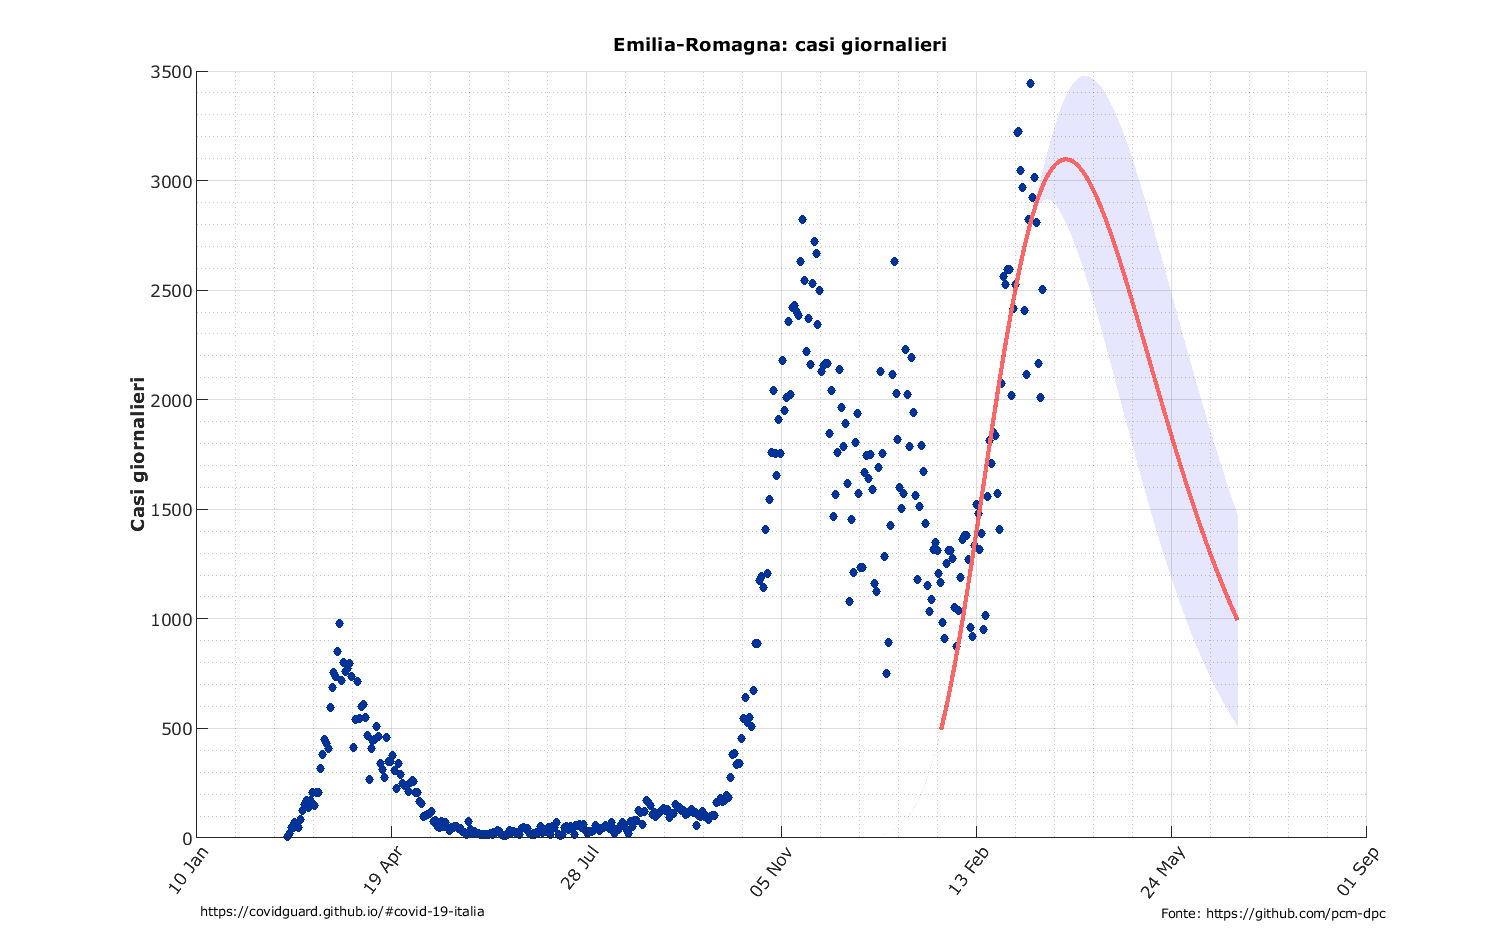 Emilia-Romagna: casi giornalieri
Casi giornalieri
3500
3000
2500
2000
1500
1000
500
0
10 Jan
19 Apr
28 Jul
05 Nov
13 Feb
24 May
01 Sep
https://covidguard.github.io/#covid-19-italia
Fonte: https://github.com/pcm-dpc